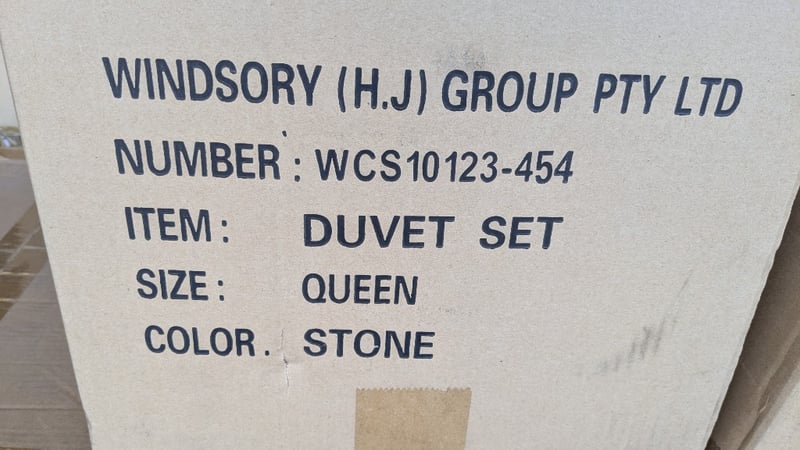 WINDSORY (H.J) GROUP PTY LTD
NUMBER: WCS10123-454
ITEM: DUVET SET
SIZE: QUEEN
COLOR. STONE